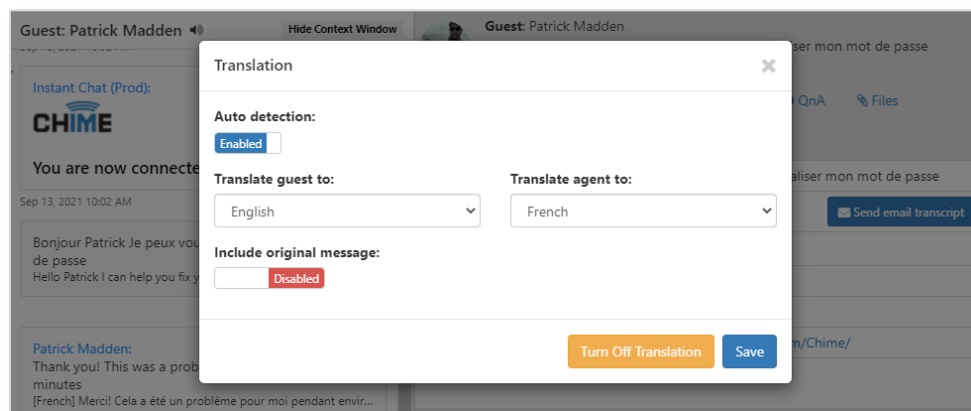 Guest: Patrick Madden
Hide Context Window
Guest: Patrick Madden
Translation
ser mon mot de passe
Instant Chat (Prod):
CHIME
QnA
Files
Auto detection:
Enabled
You are now connecte
Translate guest to:
Translate agent to:
aliser mon mot de passe
Sep 13, 2021 10:02 AM
English
French
Send email transcript
Bonjour Patrick Je peux vou
de passe
Hello Patrick I can help you fix y
Include original message:
Disabled
Turn Off Translation
Save
m/Chime/
Patrick Madden:
Thank you! This was a prob
minutes
[French] Merci! Cela a été un problème pour moi pendant envir...